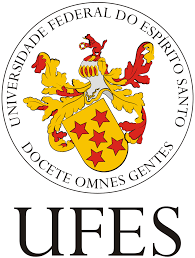 UNIVERSIDADE FEDERAL DO ESPÍRITO SANTO
DOCETE OMNES GENTES
UFES